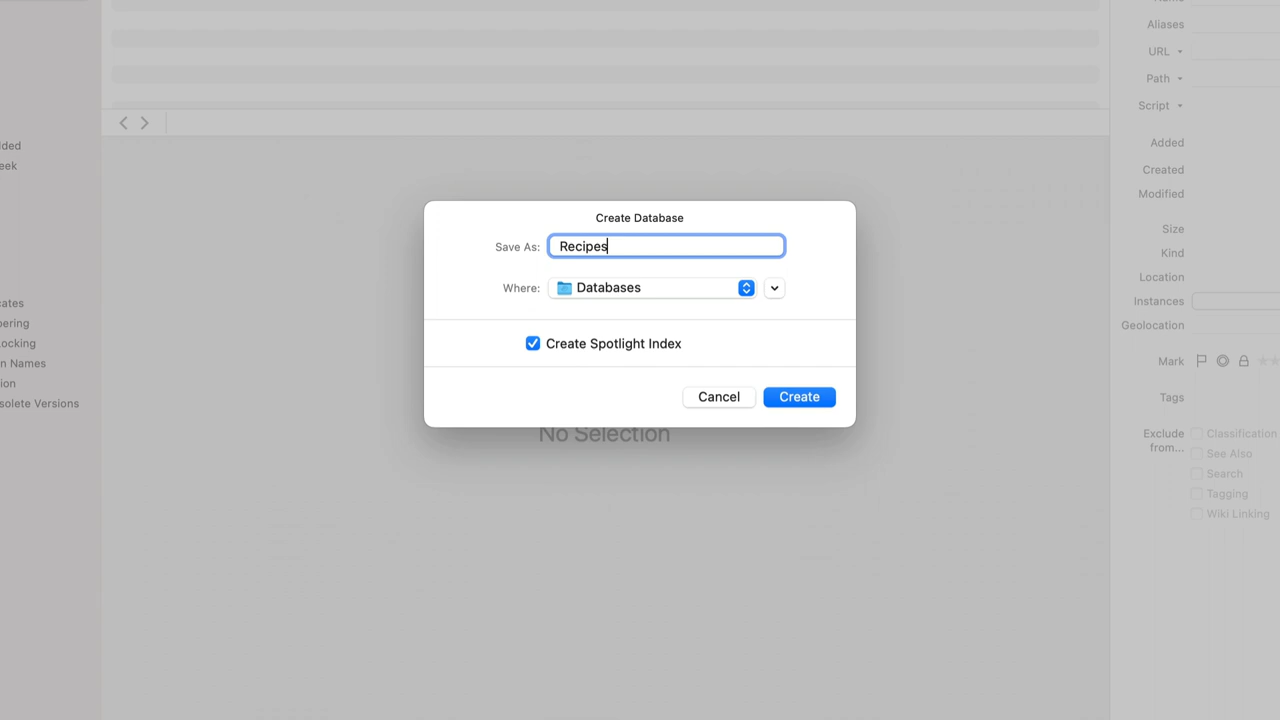 Aliases
URL
Path
Script
Added
Created
Modified
Size
Kind
Location
Instances
Geolocation
Mark
Tags
Exclude
from...
Classification
See Also
Search
Tagging
Wiki Linking
dded
eek
cates
bering
ocking
n Names
ion
solete Versions
Create Database
Save As: Recipes
Where: Databases
Create Spotlight Index
Cancel Create
No Selection